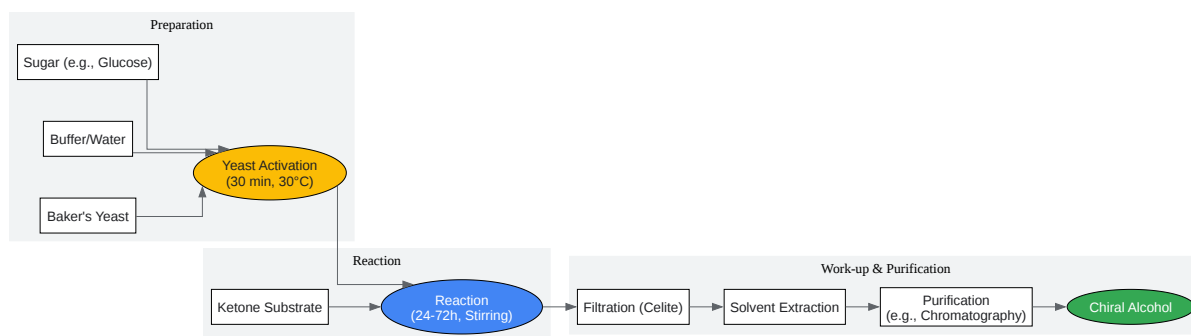 Preparation
Sugar (e.g., Glucose)
Buffer/Water
Yeast Activation
(30 min, 30°C)
Baker's Yeast
Reaction
Ketone Substrate
Reaction
(24-72h, Stirring)
Work-up & Purification
Filtration (Celite)
Solvent Extraction
Purification
(e.g., Chromatography)
Chiral Alcohol